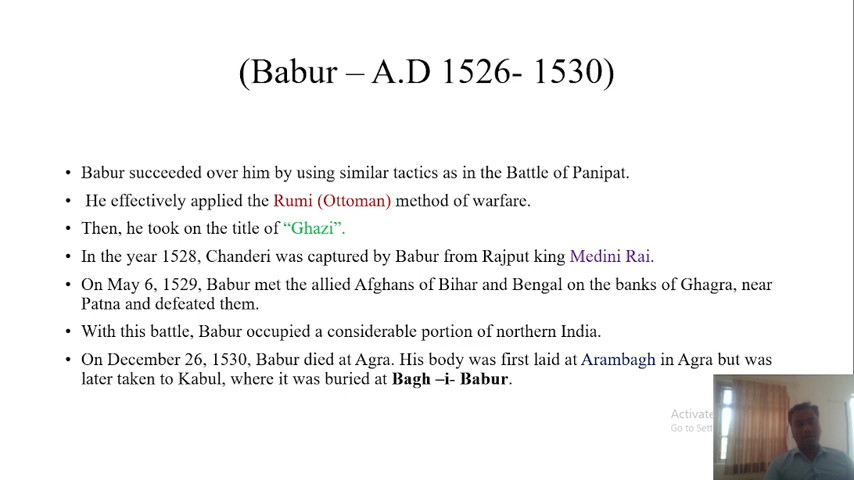 (Babur – A.D 1526- 1530)
• Babur succeeded over him by using similar tactics as in the Battle of Panipat.
• He effectively applied the Rumi (Ottoman) method of warfare.
• Then, he took on the title of “Ghazi”.
• In the year 1528, Chanderi was captured by Babur from Rajput king Medini Rai.
• On May 6, 1529, Babur met the allied Afghans of Bihar and Bengal on the banks of Ghagra, near
Patna and defeated them.
• With this battle, Babur occupied a considerable portion of northern India.
• On December 26, 1530, Babur died at Agra. His body was first laid at Arambagh in Agra but was
later taken to Kabul, where it was buried at Bagh –i- Babur.
Activate
Go to Sett